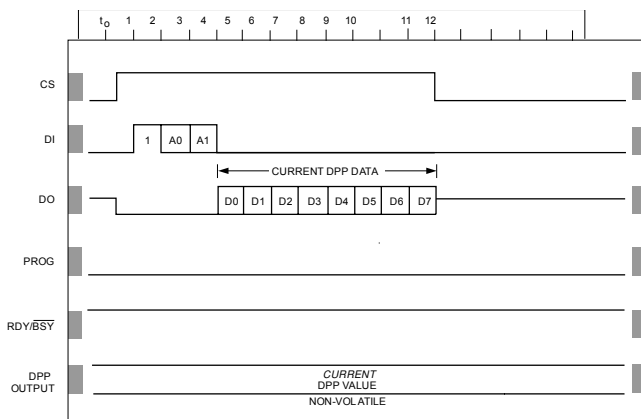 to 1 2 3 4 5 6 7 8 9 10 11 12
CS
DI 1 A0 A1
CURRENT DPP DATA
DO D0 D1 D2 D3 D4 D5 D6 D7
PROG
RDY/BSY
DPP
OUTPUT
CURRENT
DPP VALUE
NON-VOLATILE